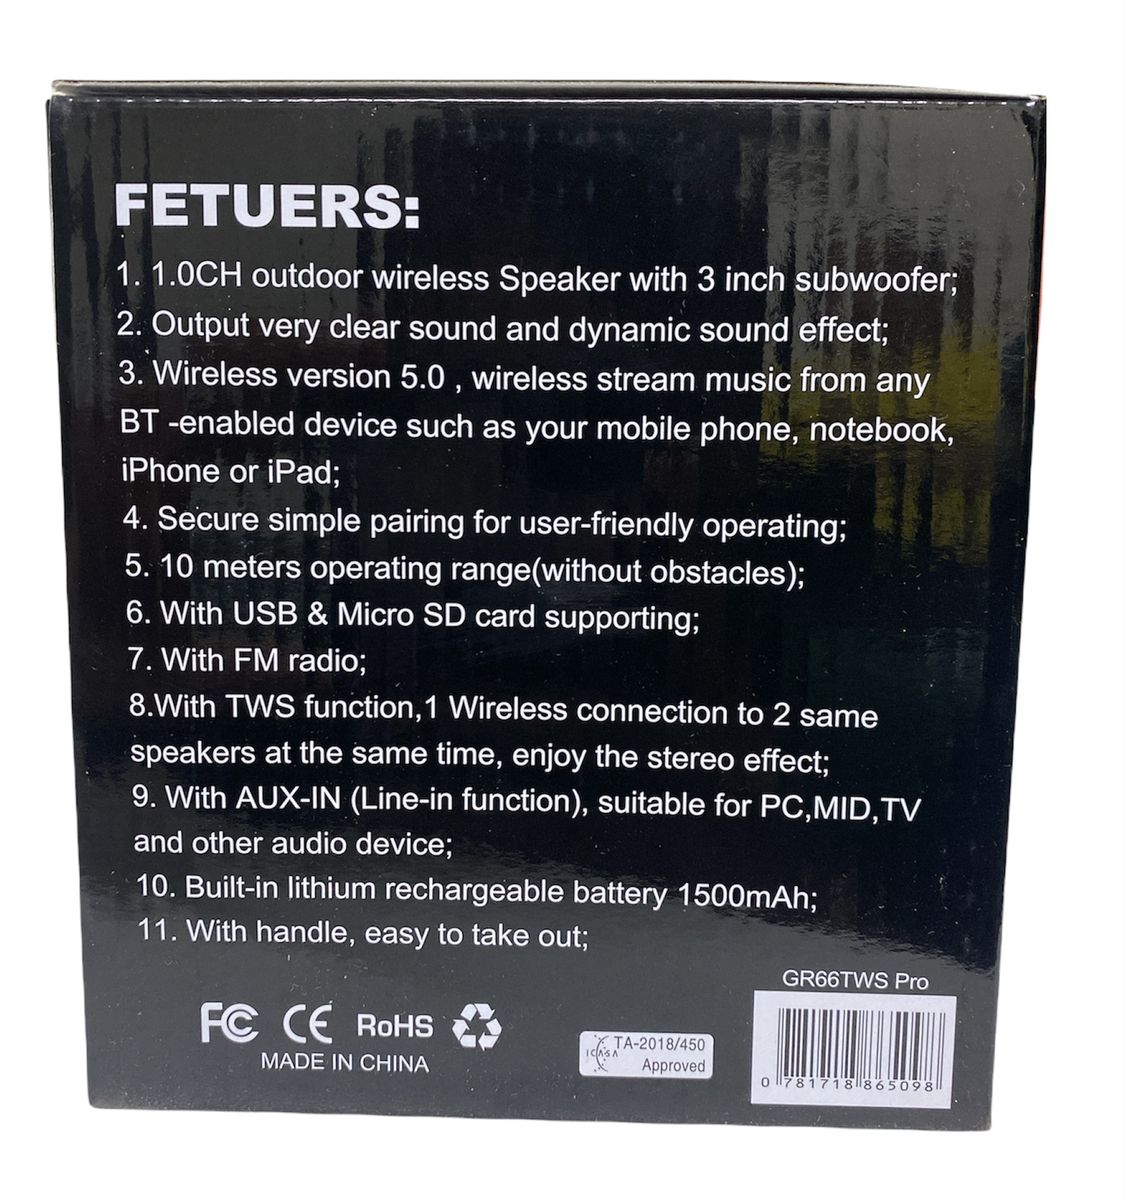 FETUERS:
1. 1.0CH outdoor wireless Speaker with 3 inch subwoofer;
2. Output very clear sound and dynamic sound effect;
3. Wireless version 5.0 , wireless stream music from any
BT -enabled device such as your mobile phone, notebook,
iPhone or iPad;
4. Secure simple pairing for user-friendly operating;
5. 10 meters operating range(without obstacles);
6. With USB & Micro SD card supporting;
7. With FM radio;
8.With TWS function,1 Wireless connection to 2 same
speakers at the same time, enjoy the stereo effect;
9. With AUX-IN (Line-in function), suitable for PC,MID,TV
and other audio device;
10. Built-in lithium rechargeable battery 1500mAh;
11. With handle, easy to take out;
FC CE RoHS
MADE IN CHINA
ICASA TA-2018/450
Approved
GR66TWS Pro
0 781718 865098